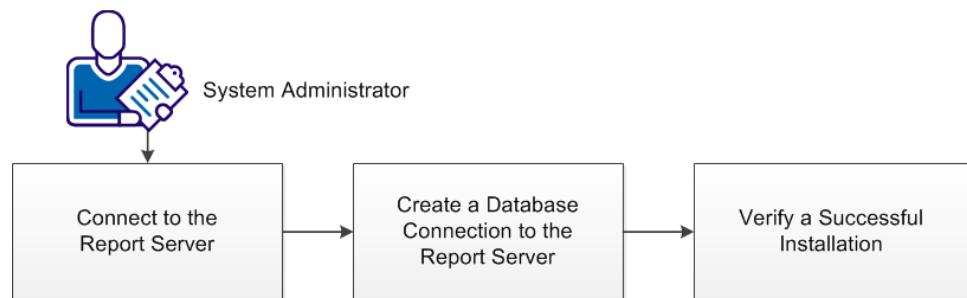 System Administrator
Connect to the
Report Server
Create a Database
Connection to the
Report Server
Verify a Successful
Installation